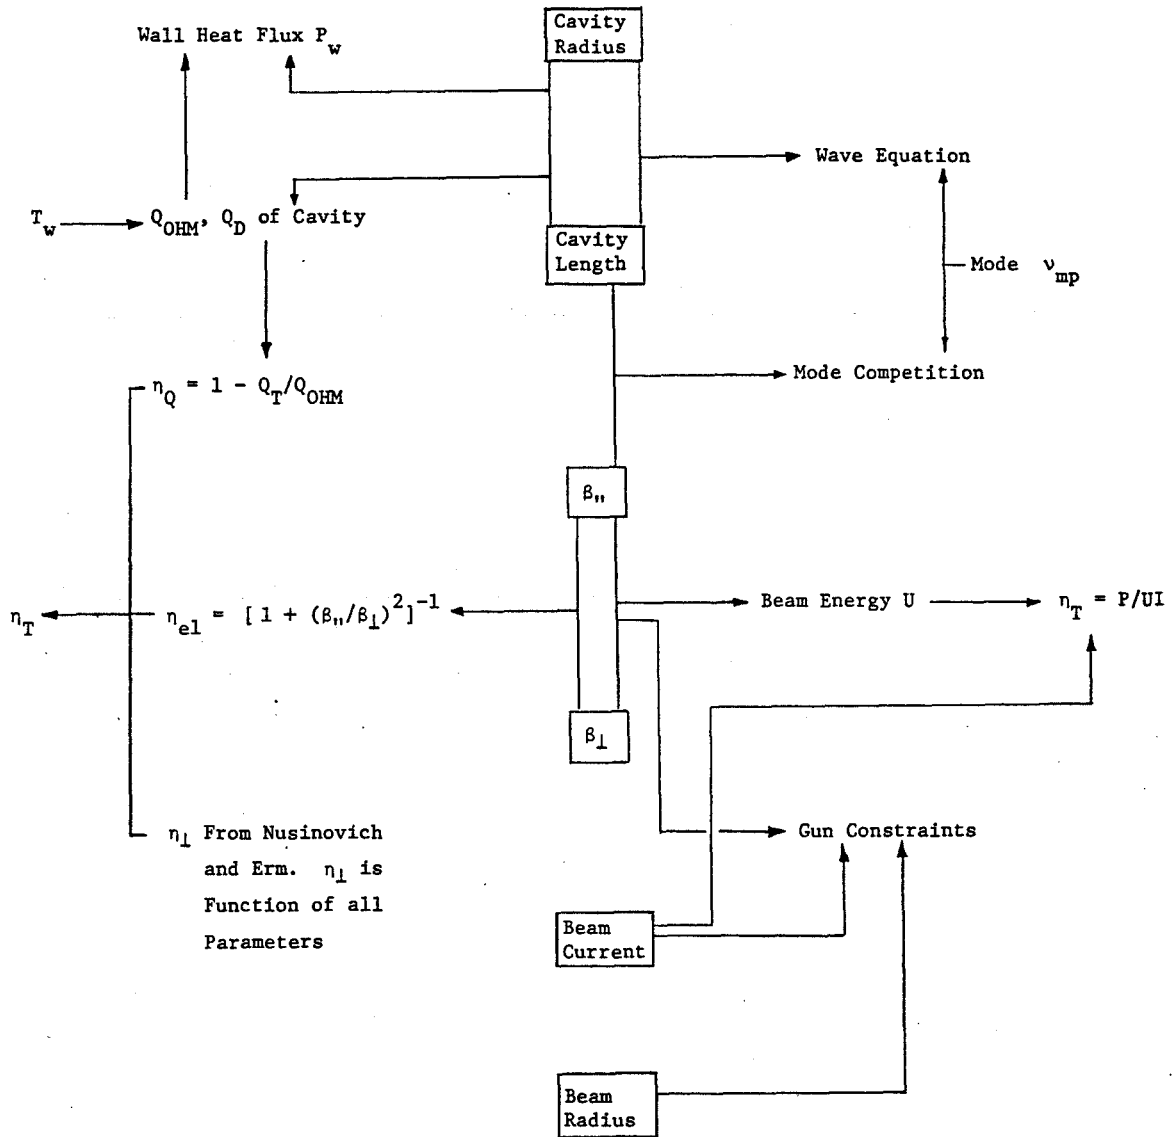 Cavity
Radius
Wall Heat Flux P_w
Wave Equation
T_w
Q_OHM, Q_D of Cavity
Cavity
Length
Mode ν_mp
Mode Competition
η_Q = 1 - Q_T/Q_OHM
β_"
η_T
η_el = [1 + (β_"/β_⊥)^2]^-1
Beam Energy U
η_T = P/UI
β_⊥
η_⊥ From Nusinovich
and Erm. η_⊥ is
Function of all
Parameters
Gun Constraints
Beam
Current
Beam
Radius